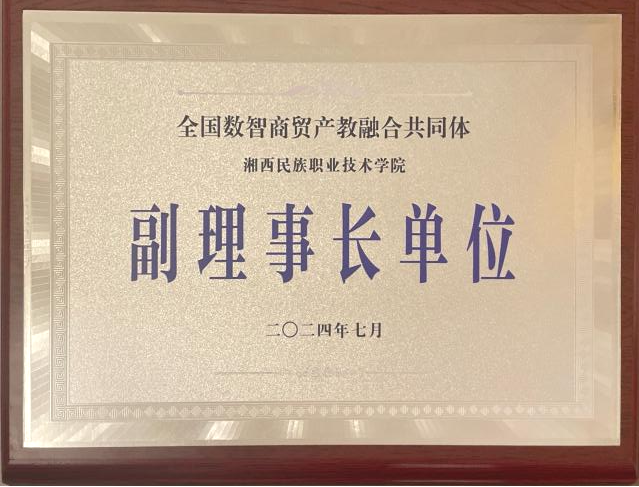 全国数智商贸产教融合共同体
湘西民族职业技术学院
副理事长单位
二〇二四年七月